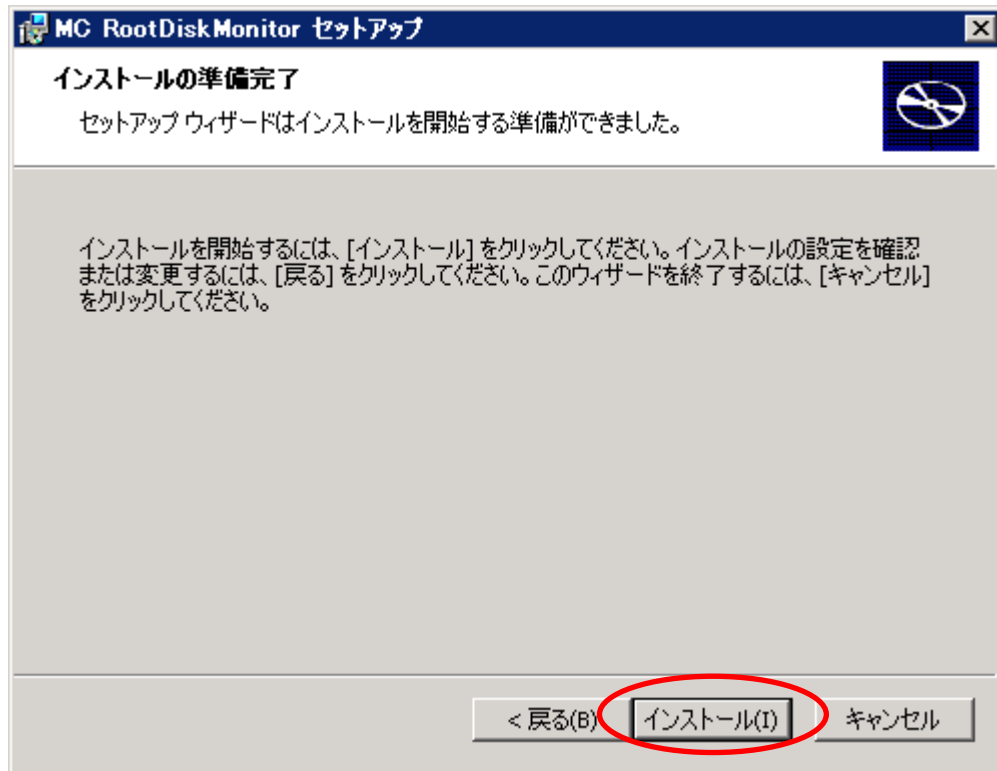 MC RootDiskMonitor セットアップ
インストールの準備完了
セットアップ ウィザードはインストールを開始する準備ができました。
インストールを開始するには、[インストール] をクリックしてください。インストールの設定を確認
または変更するには、[戻る] をクリックしてください。このウィザードを終了するには、[キャンセル]
をクリックしてください。
< 戻る(B) インストール(I) キャンセル